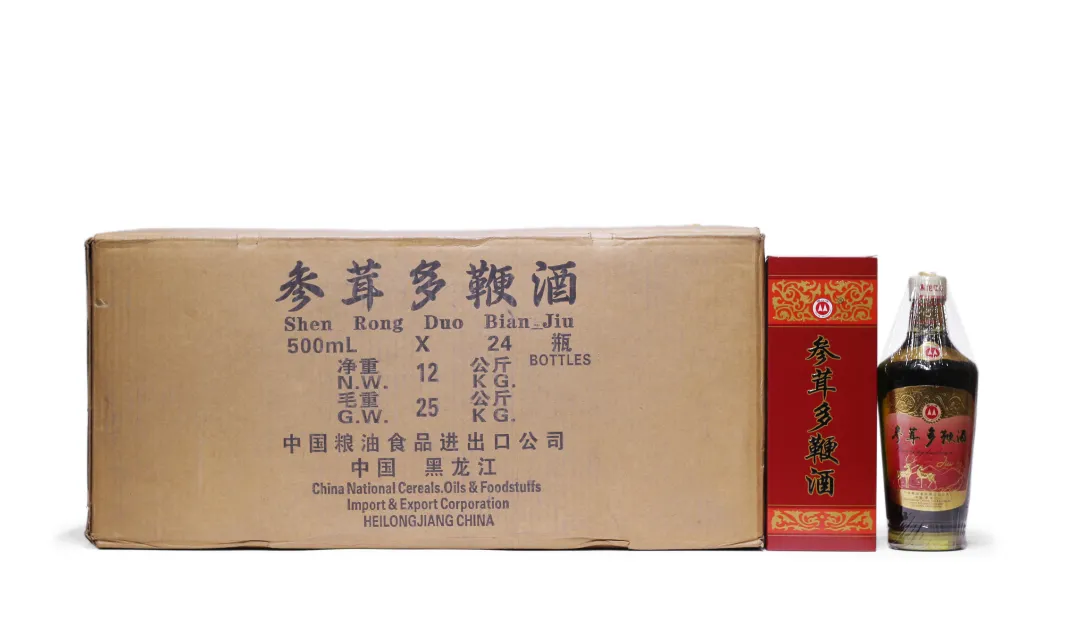 参茸多鞭酒
Shen Rong Duo Bian Jiu
500mL X 24 瓶
BOTTLES
净重 12 公斤
N.W. KG.
毛重 25 公斤
G.W. KG.
中国粮油食品进出口公司
中国 黑龙江
China National Cereals.Oils & Foodstuffs
Import & Export Corporation
HEILONGJIANG CHINA
参茸多鞭酒
参茸多鞭酒